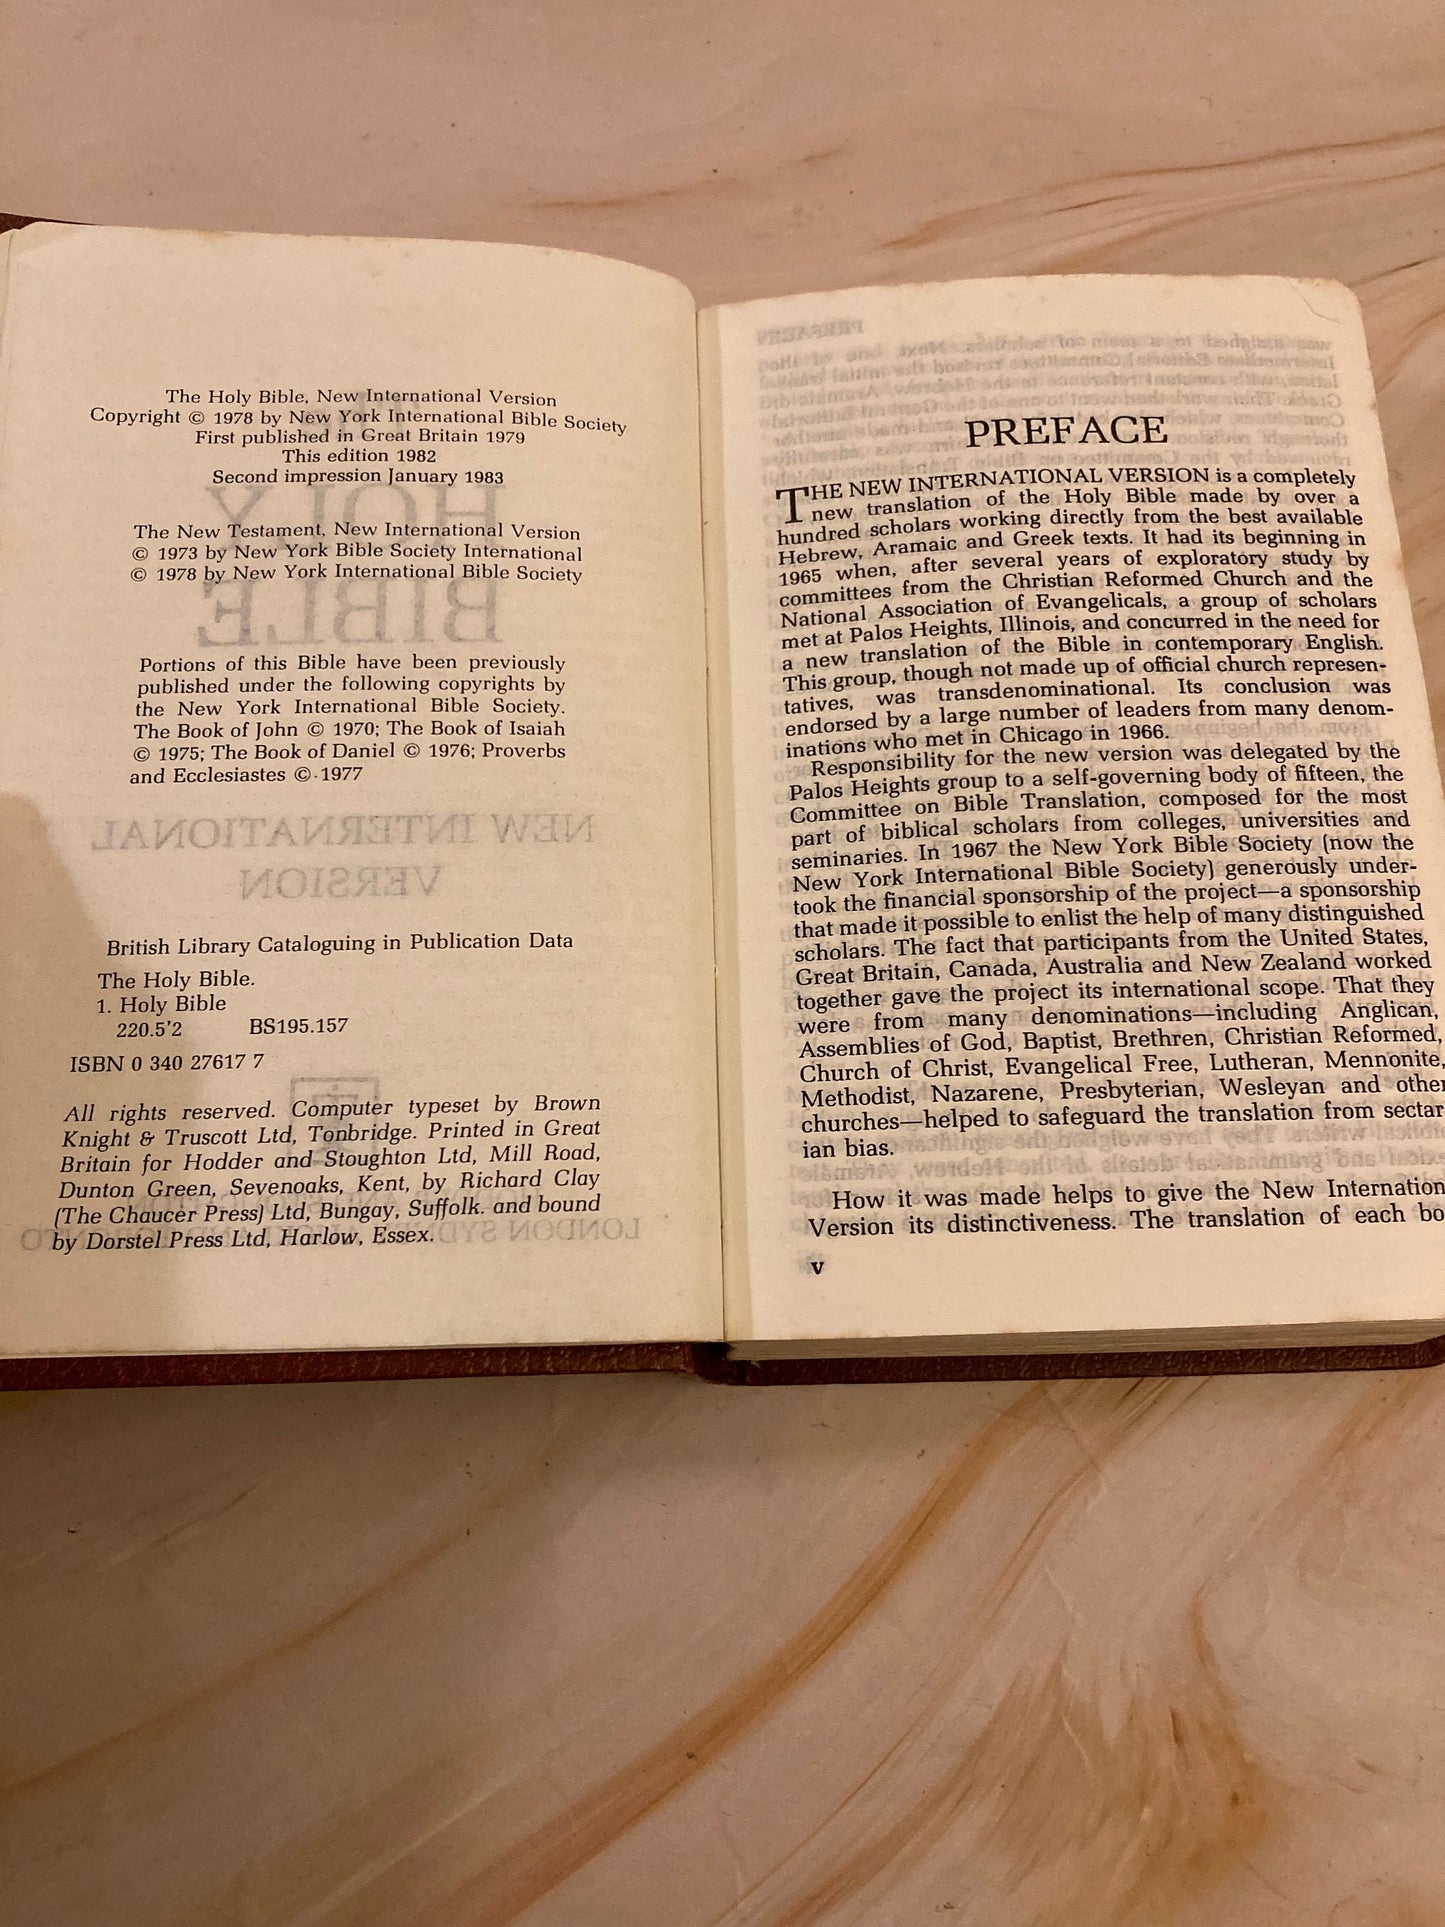 The Holy Bible, New International Version
Copyright © 1978 by New York International Bible Society
First published in Great Britain 1979
This edition 1982
Second impression January 1983
The New Testament, New International Version
© 1973 by New York Bible Society International
© 1978 by New York International Bible Society
Portions of this Bible have been previously
published under the following copyrights by
the New York International Bible Society.
The Book of John © 1970; The Book of Isaiah
© 1975; The Book of Daniel © 1976; Proverbs
and Ecclesiastes © 1977
British Library Cataloguing in Publication Data
The Holy Bible.
1. Holy Bible
220.5'2 BS195.157
ISBN 0 340 27617 7
All rights reserved. Computer typeset by Brown
Knight & Truscott Ltd, Tonbridge. Printed in Great
Britain for Hodder and Stoughton Ltd, Mill Road,
Dunton Green, Sevenoaks, Kent, by Richard Clay
(The Chaucer Press) Ltd, Bungay, Suffolk. and bound
by Dorstel Press Ltd, Harlow, Essex.
PREFACE
THE NEW INTERNATIONAL VERSION is a completely
new translation of the Holy Bible made by over a
hundred scholars working directly from the best available
Hebrew, Aramaic and Greek texts. It had its beginning in
1965 when, after several years of exploratory study by
committees from the Christian Reformed Church and the
National Association of Evangelicals, a group of scholars
met at Palos Heights, Illinois, and concurred in the need for
a new translation of the Bible in contemporary English.
This group, though not made up of official church represen-
tatives, was transdenominational. Its conclusion was
endorsed by a large number of leaders from many denom-
inations who met in Chicago in 1966.
Responsibility for the new version was delegated by the
Palos Heights group to a self-governing body of fifteen, the
Committee on Bible Translation, composed for the most
part of biblical scholars from colleges, universities and
seminaries. In 1967 the New York Bible Society (now the
New York International Bible Society) generously under-
took the financial sponsorship of the project—a sponsorship
that made it possible to enlist the help of many distinguished
scholars. The fact that participants from the United States,
Great Britain, Canada, Australia and New Zealand worked
together gave the project its international scope. That they
were from many denominations—including Anglican,
Assemblies of God, Baptist, Brethren, Christian Reformed,
Church of Christ, Evangelical Free, Lutheran, Mennonite,
Methodist, Nazarene, Presbyterian, Wesleyan and other
churches—helped to safeguard the translation from sectar
ian bias.
How it was made helps to give the New Internation
Version its distinctiveness. The translation of each bo
v